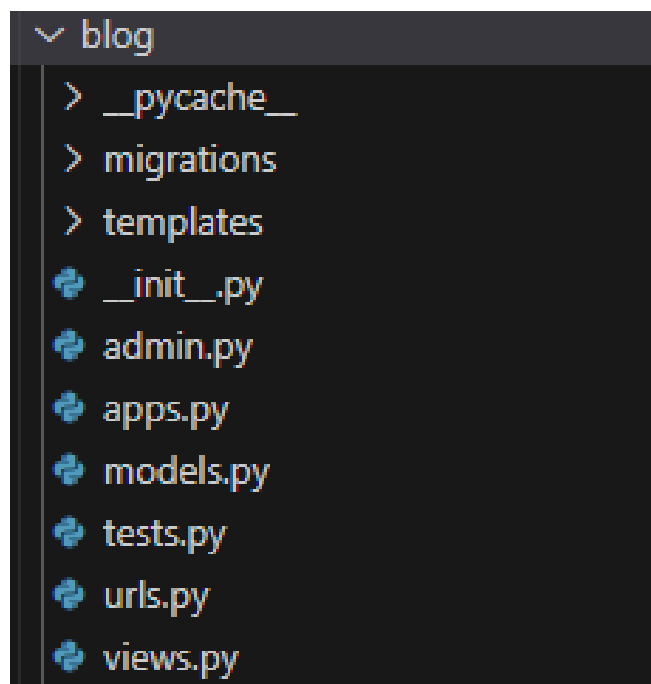 blog
__pycache__
migrations
templates
__init__.py
admin.py
apps.py
models.py
tests.py
urls.py
views.py